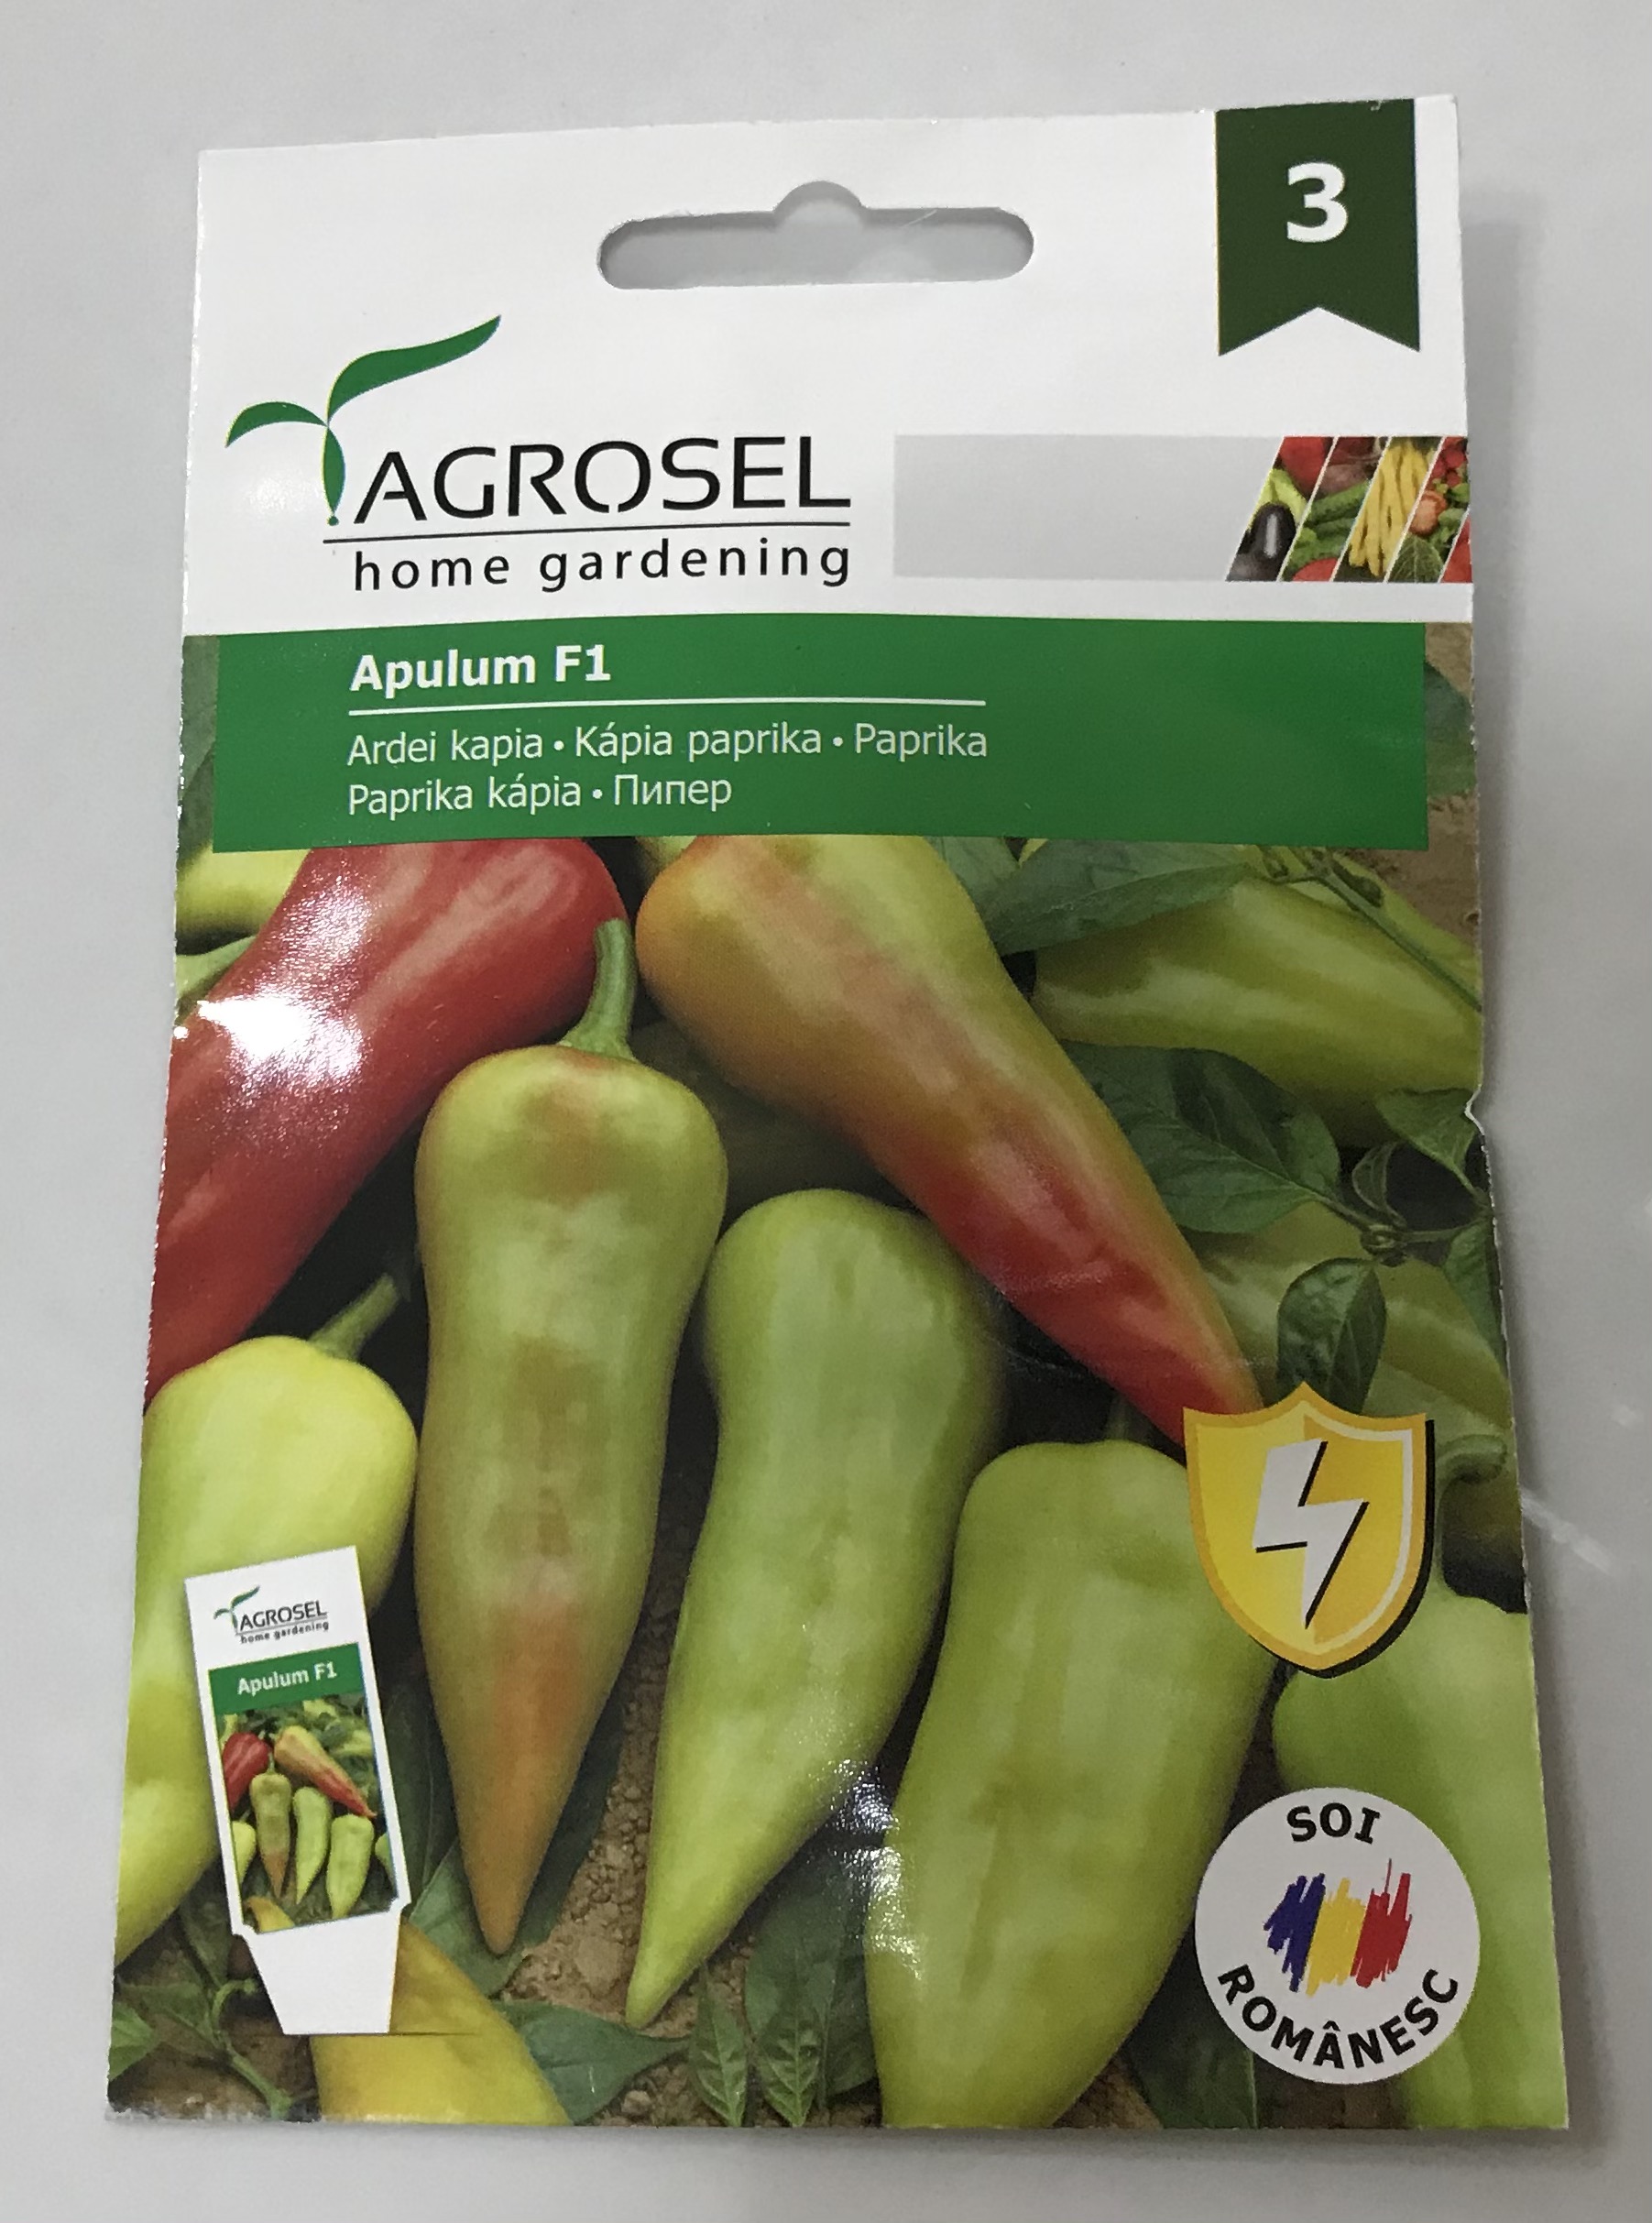 3
AGROSEL
home gardening
Apulum F1
Ardei kapia • Kápia paprika • Paprika
Paprika kápia • Пипер
AGROSEL
home gardening
Apulum F1
SOI
ROMÂNESC